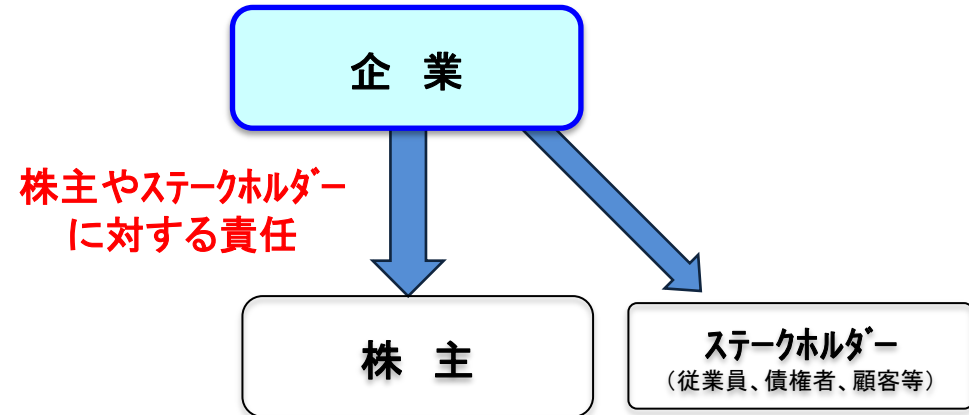 企 業
株主やｽﾃｰｸﾎﾙﾀﾞｰ
に対する責任
株 主
ｽﾃｰｸﾎﾙﾀﾞｰ
（従業員、債権者、顧客等）